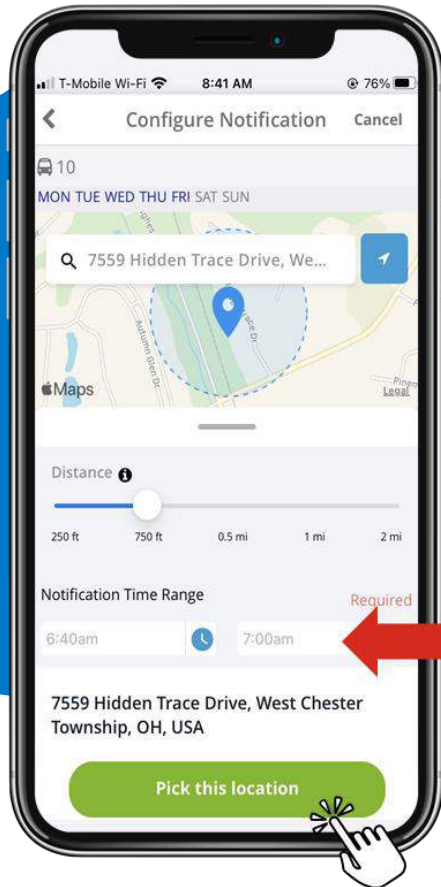 T-Mobile Wi-Fi 8:41 AM 76%
Configure Notification Cancel
10
MON TUE WED THU FRI SAT SUN
7559 Hidden Trace Drive, We...
Autumn Glen Dr
Maps
Legal
Distance
250 ft 750 ft 0.5 mi 1 mi 2 mi
Notification Time Range
Required
6:40am 7:00am
7559 Hidden Trace Drive, West Chester
Township, OH, USA
Pick this location